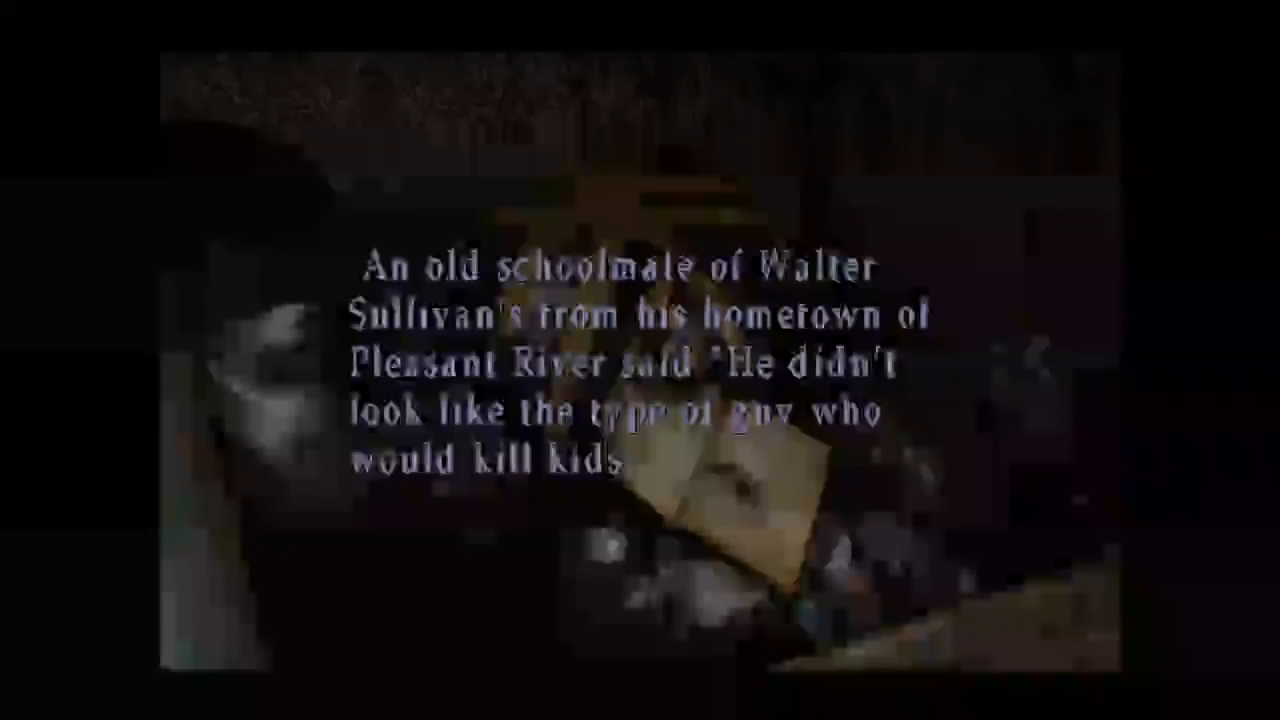 An old schoolmate of Walter
Sullivan's from his hometown of
Pleasant River said "He didn't
look like the type of guy who
would kill kids